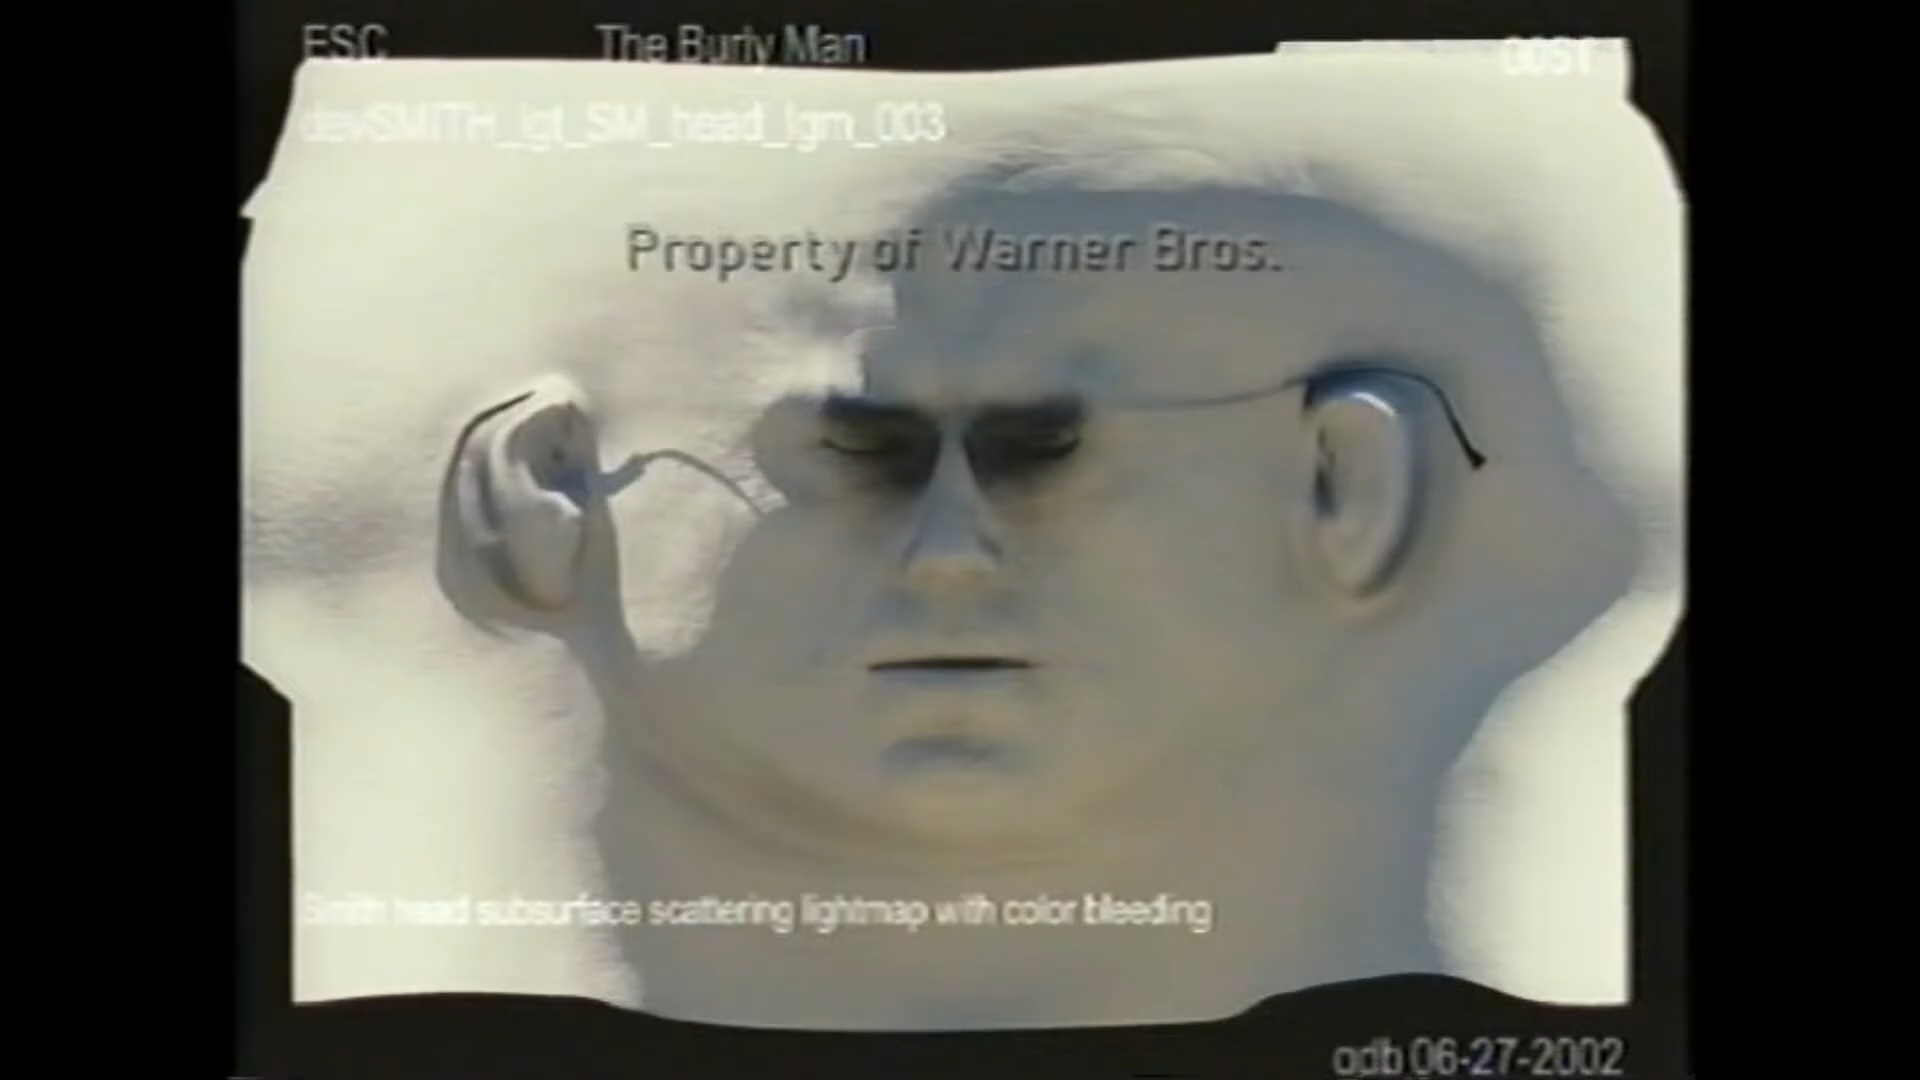 ESC The Burly Man 0051
devSMITH_lgt_SM_head_lgm_003
Property of Warner Bros.
Smith head subsurface scattering lightmap with color bleeding
gdb 06-27-2002